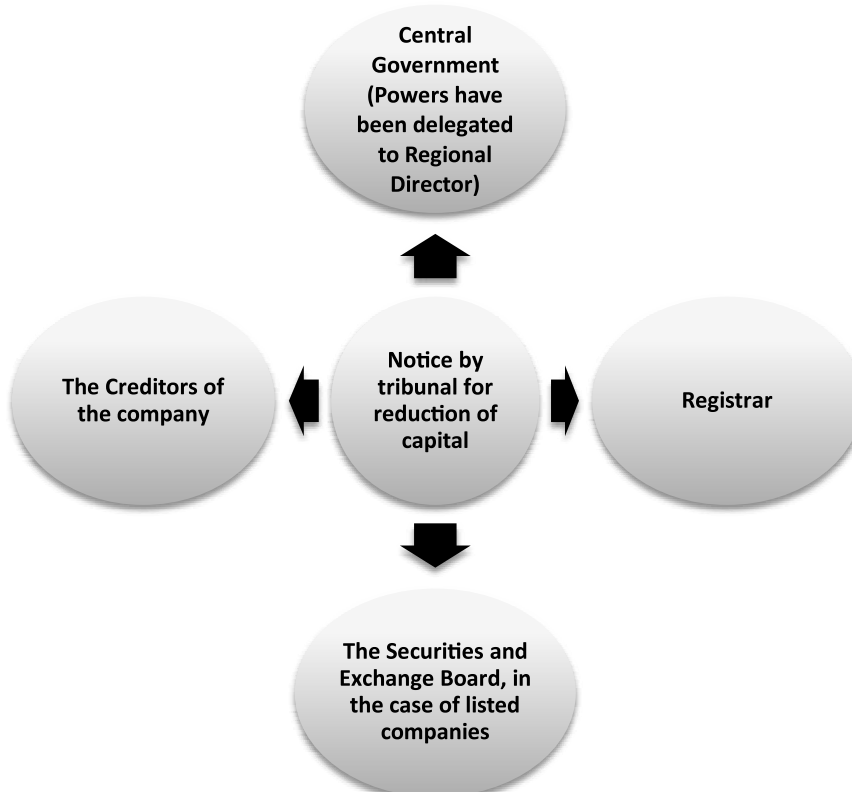 Central
Government
(Powers have
been delegated
to Regional
Director)
The Creditors of
the company
Notice by
tribunal for
reduction of
capital
Registrar
The Securities and
Exchange Board, in
the case of listed
companies